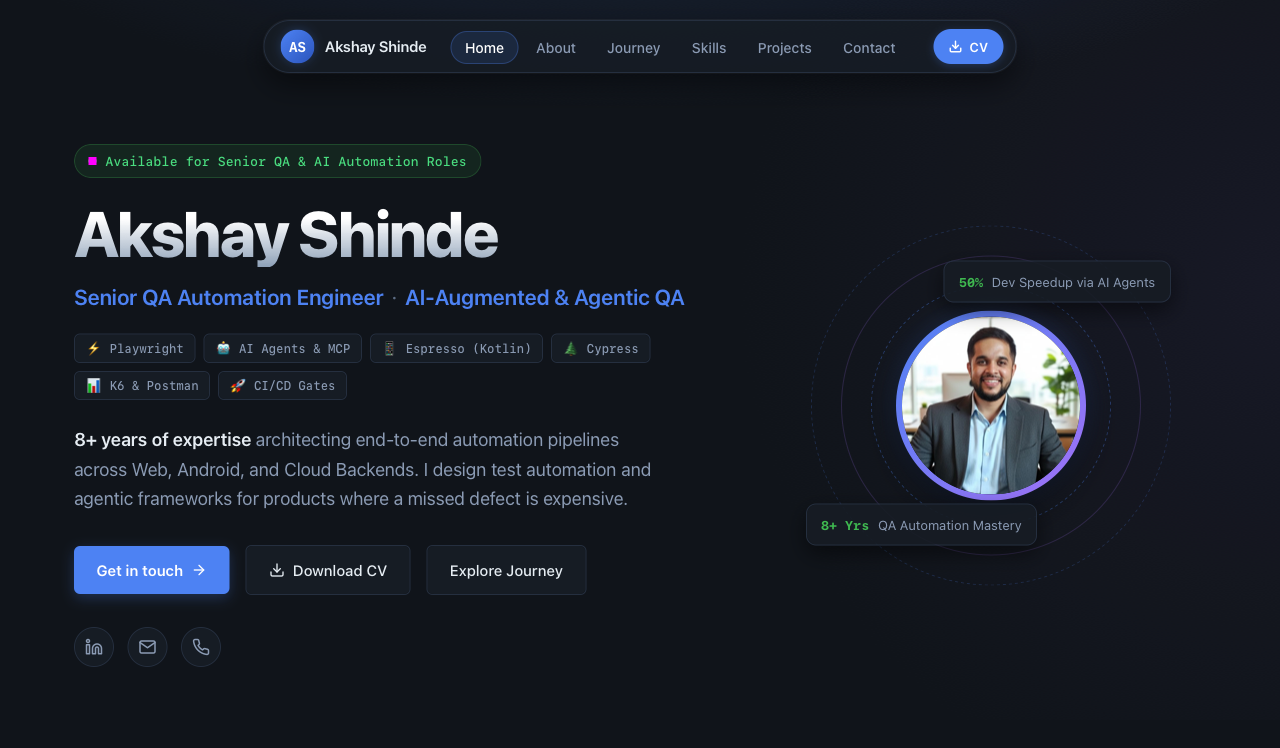 AS Akshay Shinde Home About Journey Skills Projects Contact CV
Available for Senior QA & AI Automation Roles
Akshay Shinde
Senior QA Automation Engineer · AI-Augmented & Agentic QA
⚡ Playwright 🤖 AI Agents & MCP 📱 Espresso (Kotlin) 🌲 Cypress
📊 K6 & Postman 🚀 CI/CD Gates
8+ years of expertise architecting end-to-end automation pipelines
across Web, Android, and Cloud Backends. I design test automation and
agentic frameworks for products where a missed defect is expensive.
Get in touch → Download CV Explore Journey
50% Dev Speedup via AI Agents
8+ Yrs QA Automation Mastery